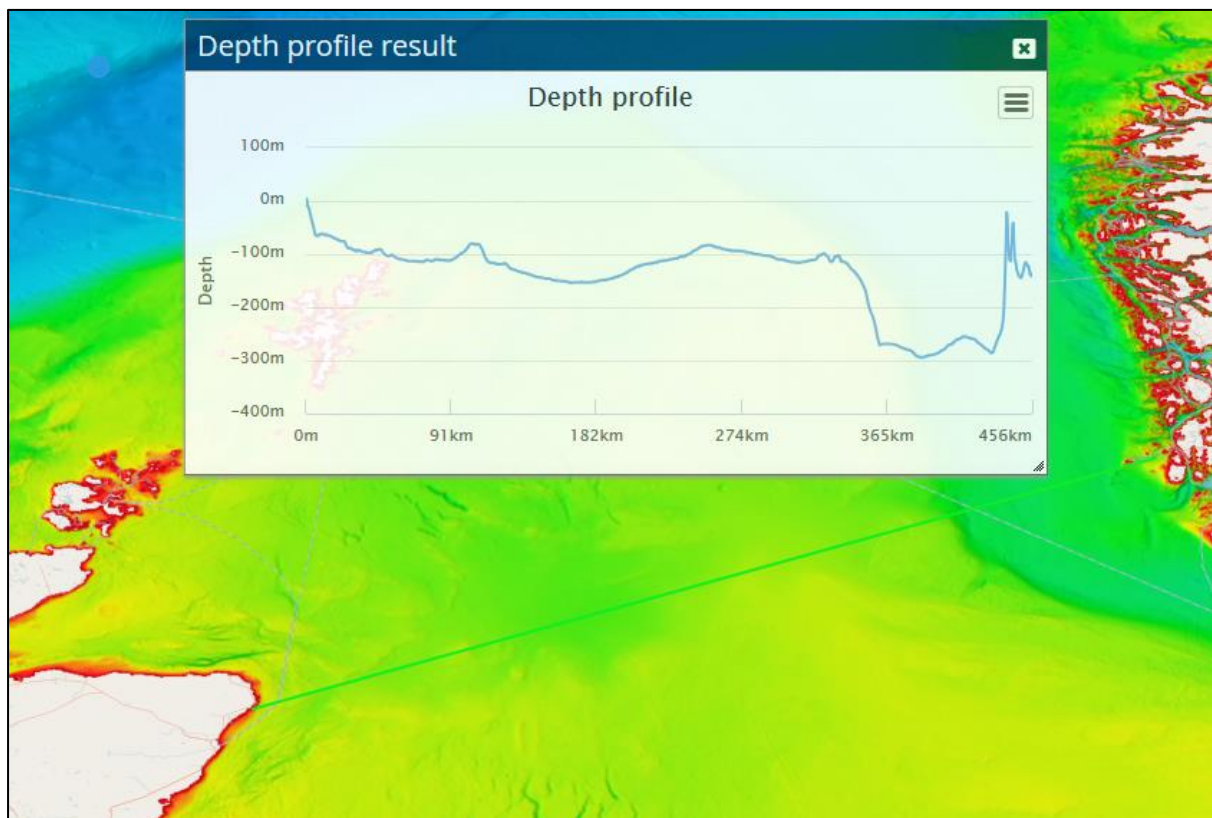 Depth profile result
Depth profile
100m
0m
−100m
−200m
−300m
−400m
Depth
0m 91km 182km 274km 365km 456km